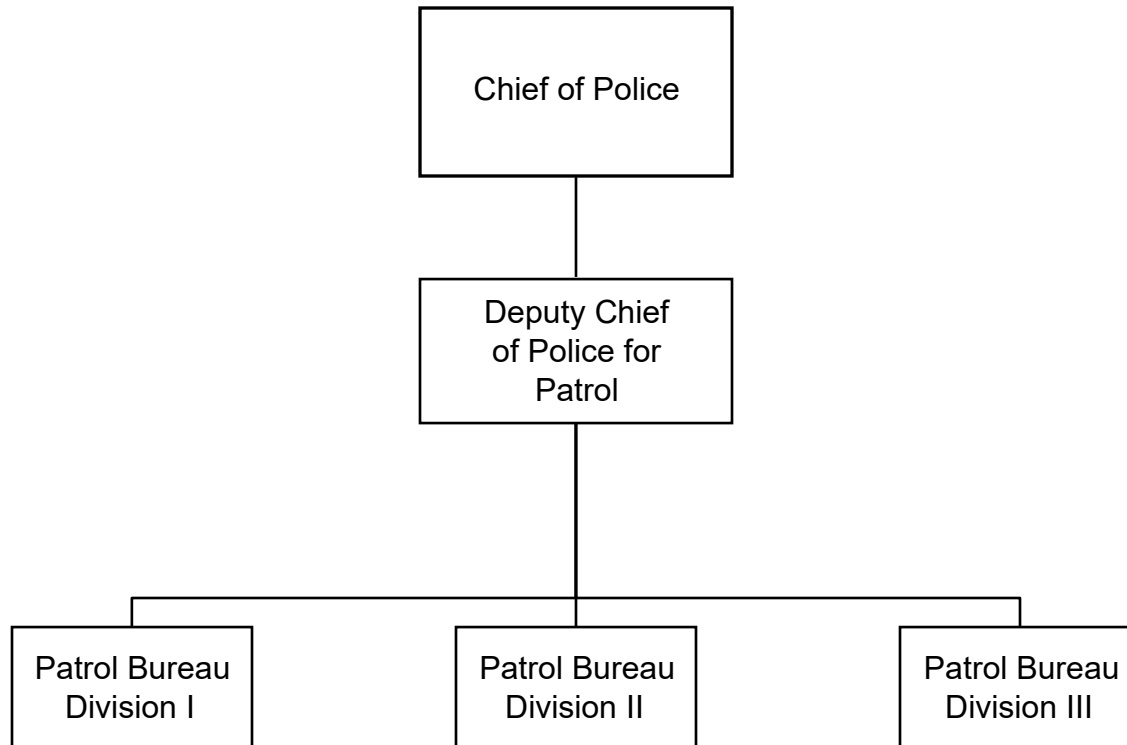 Chief of Police
Deputy Chief
of Police for
Patrol
Patrol Bureau
Division I
Patrol Bureau
Division II
Patrol Bureau
Division III